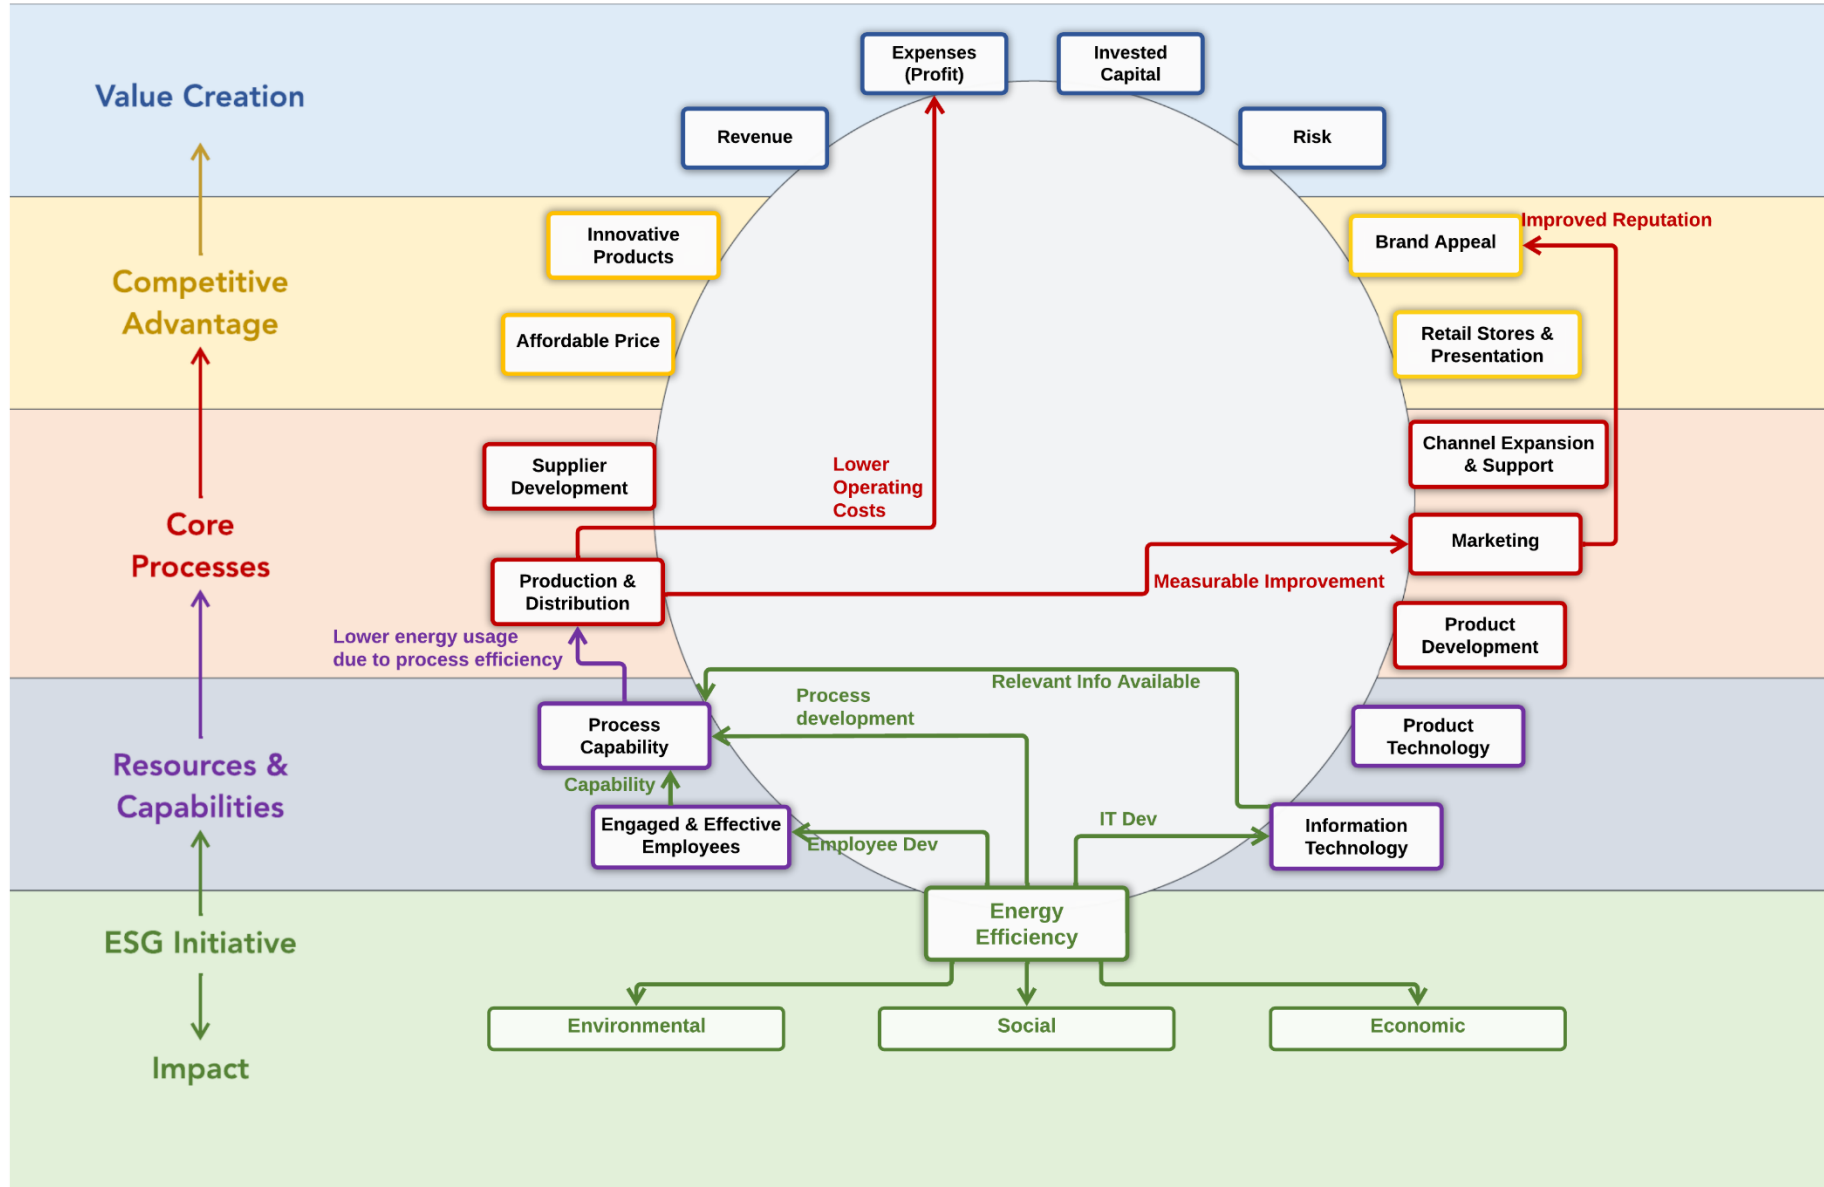 Value Creation
Expenses
(Profit)
Invested
Capital
Revenue
Risk
Competitive
Advantage
Innovative
Products
Brand Appeal
Improved Reputation
Affordable Price
Retail Stores &
Presentation
Core
Processes
Supplier
Development
Lower
Operating
Costs
Channel Expansion
& Support
Production &
Distribution
Measurable Improvement
Marketing
Product
Development
Lower energy usage
due to process efficiency
Resources &
Capabilities
Process
Capability
Process
development
Relevant Info Available
Product
Technology
Capability
Engaged & Effective
Employees
Employee Dev
IT Dev
Information
Technology
ESG Initiative
Energy
Efficiency
Impact
Environmental
Social
Economic